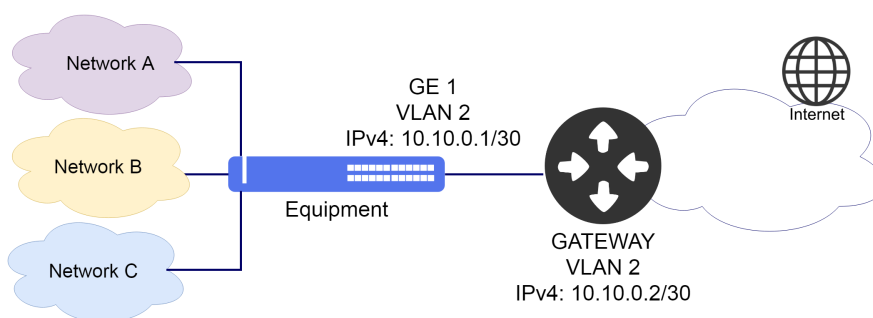 Network A
Network B
Network C
GE 1
VLAN 2
IPv4: 10.10.0.1/30
Equipment
GATEWAY
VLAN 2
IPv4: 10.10.0.2/30
Internet